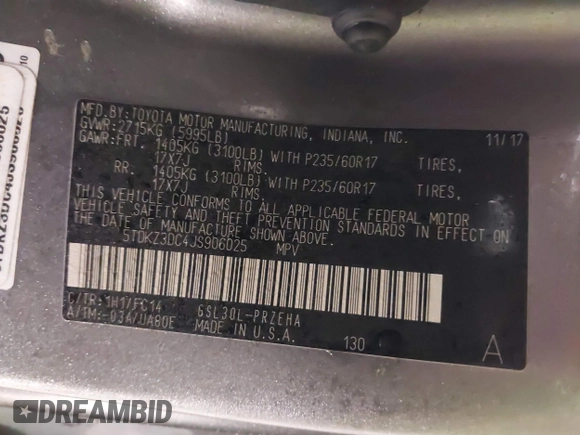 MFD.BY:TOYOTA MOTOR MANUFACTURING, INDIANA, INC. 11/17
GVWR: 2715KG (5995LB)
GAWR:FRT. 1405KG (3100LB) WITH P235/60R17 TIRES,
17X7J RIMS.
RR. 1405KG (3100LB) WITH P235/60R17 TIRES,
17X7J RIMS.
THIS VEHICLE CONFORMS TO ALL APPLICABLE FEDERAL MOTOR
VEHICLE SAFETY AND THEFT PREVENTION STANDARDS IN EFFECT ON
THE DATE OF MANUFACTURE SHOWN ABOVE.
5TDKZ3DC4JS906025 MPV
C/TR:1H17/FC14 GSL30L-PRZEHA
A/TM:-03A/UA80E MADE IN U.S.A. 130 A
DREAMBID